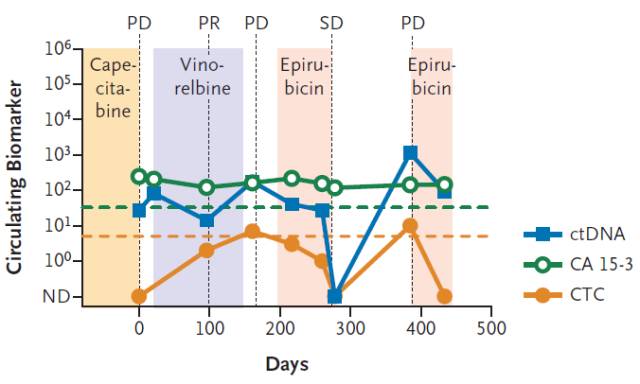 PD PR PD SD PD
10⁶
10⁵
10⁴
10³
10²
10¹
10⁰
ND
Circulating Biomarker
Cape-
cita-
bine
Vino-
relbine
Epiru-
bicin
Epiru-
bicin
ctDNA
CA 15-3
CTC
0 100 200 300 400 500
Days